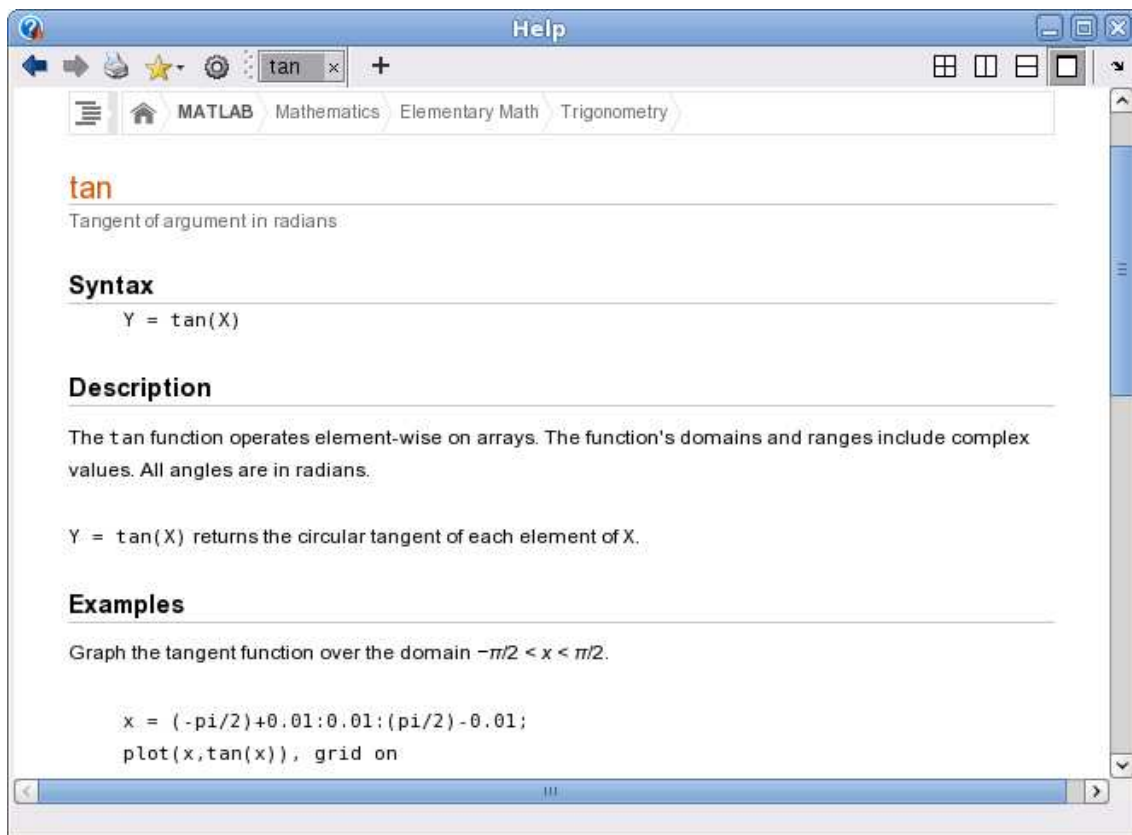 Help
tan
MATLAB Mathematics Elementary Math Trigonometry
tan
Tangent of argument in radians
Syntax
Y = tan(X)
Description
The tan function operates element-wise on arrays. The function's domains and ranges include complex
values. All angles are in radians.
Y = tan(X) returns the circular tangent of each element of X.
Examples
Graph the tangent function over the domain −π/2 < x < π/2.
x = (-pi/2)+0.01:0.01:(pi/2)-0.01;
plot(x,tan(x)), grid on